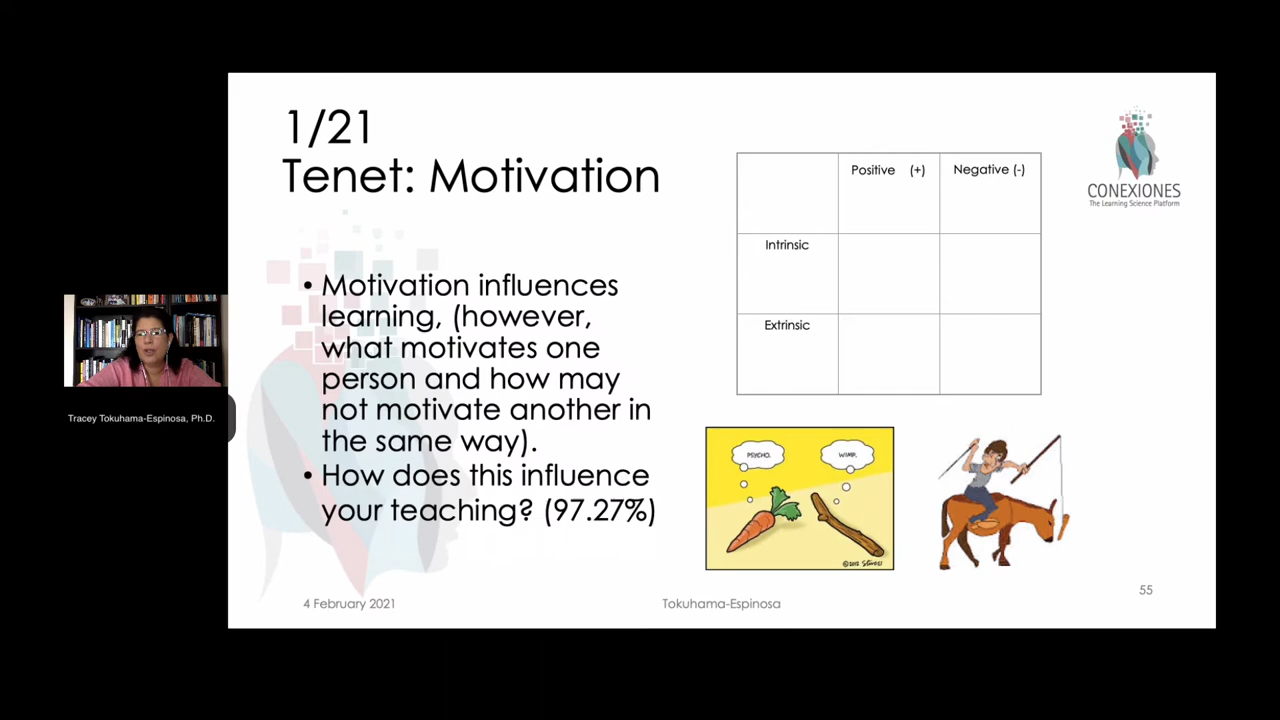 1/21
Tenet: Motivation
• Motivation influences
learning, (however,
what motivates one
person and how may
not motivate another in
the same way).
• How does this influence
your teaching? (97.27%)
Positive (+) Negative (-)
Intrinsic
Extrinsic
CONEXIONES
The Learning Science Platform
PSYCHO.
WIMP.
Tracey Tokuhama-Espinosa, Ph.D.
4 February 2021
Tokuhama-Espinosa
55